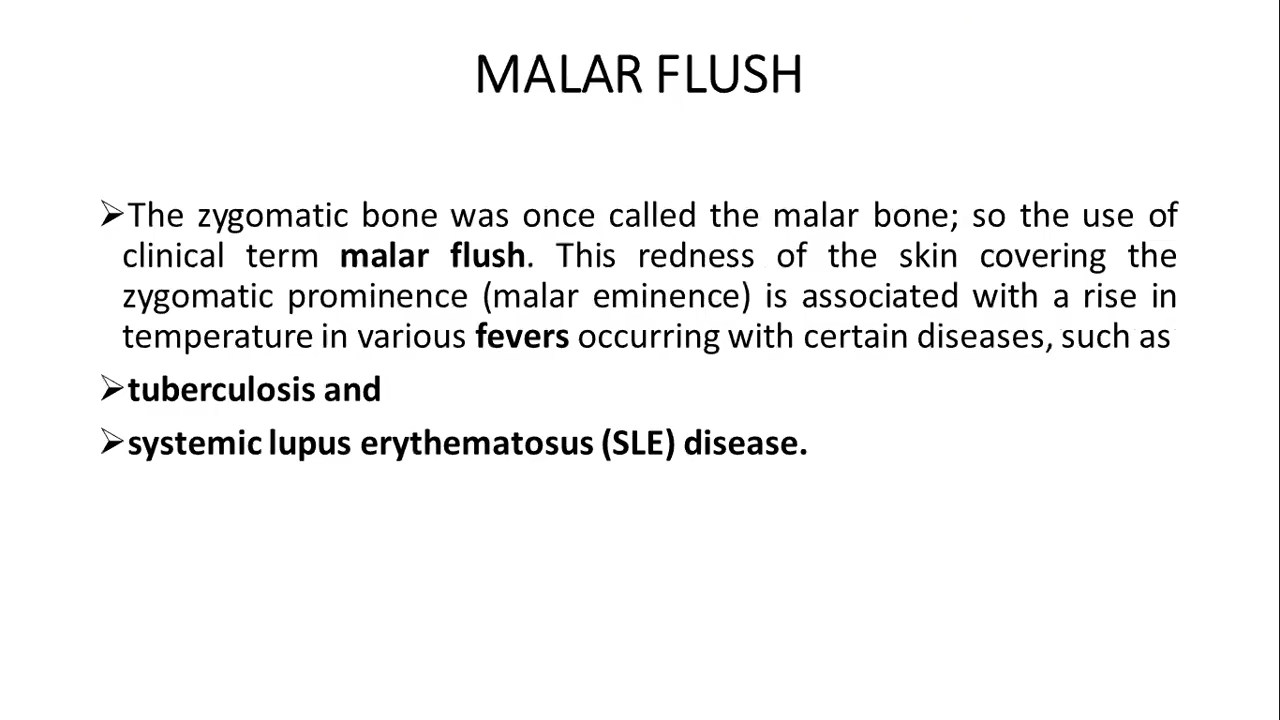 MALAR FLUSH
➢The zygomatic bone was once called the malar bone; so the use of
clinical term malar flush. This redness of the skin covering the
zygomatic prominence (malar eminence) is associated with a rise in
temperature in various fevers occurring with certain diseases, such as
➢tuberculosis and
➢systemic lupus erythematosus (SLE) disease.